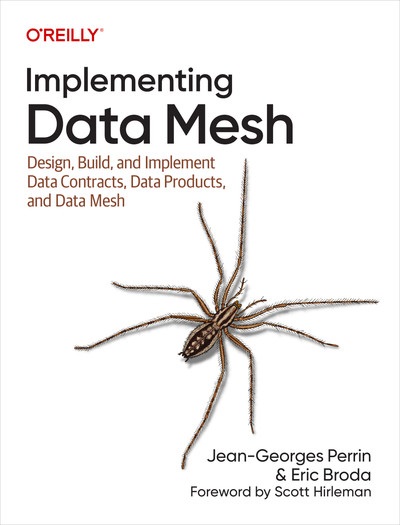 O'REILLY®
Implementing
Data Mesh
Design, Build, and Implement
Data Contracts, Data Products,
and Data Mesh
Jean-Georges Perrin
& Eric Broda
Foreword by Scott Hirleman